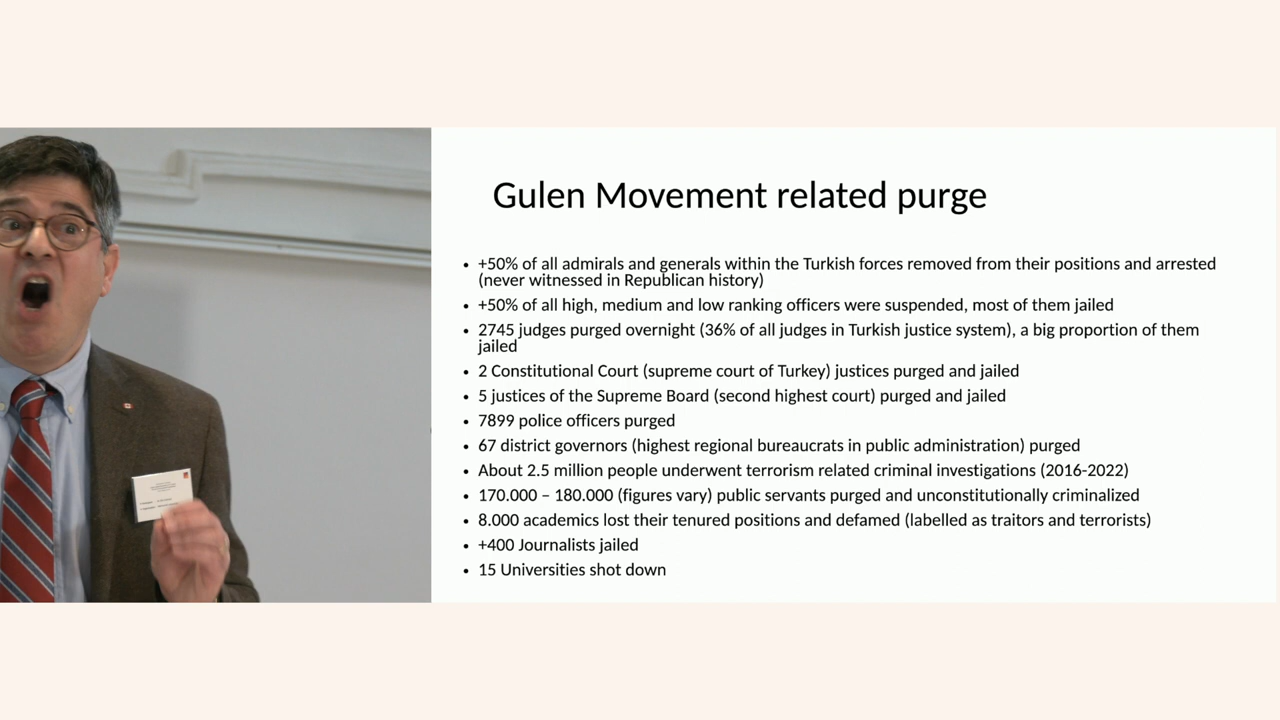 Gulen Movement related purge
• +50% of all admirals and generals within the Turkish forces removed from their positions and arrested
(never witnessed in Republican history)
• +50% of all high, medium and low ranking officers were suspended, most of them jailed
• 2745 judges purged overnight (36% of all judges in Turkish justice system), a big proportion of them
jailed
• 2 Constitutional Court (supreme court of Turkey) justices purged and jailed
• 5 justices of the Supreme Board (second highest court) purged and jailed
• 7899 police officers purged
• 67 district governors (highest regional bureaucrats in public administration) purged
• About 2.5 million people underwent terrorism related criminal investigations (2016-2022)
• 170.000 – 180.000 (figures vary) public servants purged and unconstitutionally criminalized
• 8.000 academics lost their tenured positions and defamed (labelled as traitors and terrorists)
• +400 Journalists jailed
• 15 Universities shot down